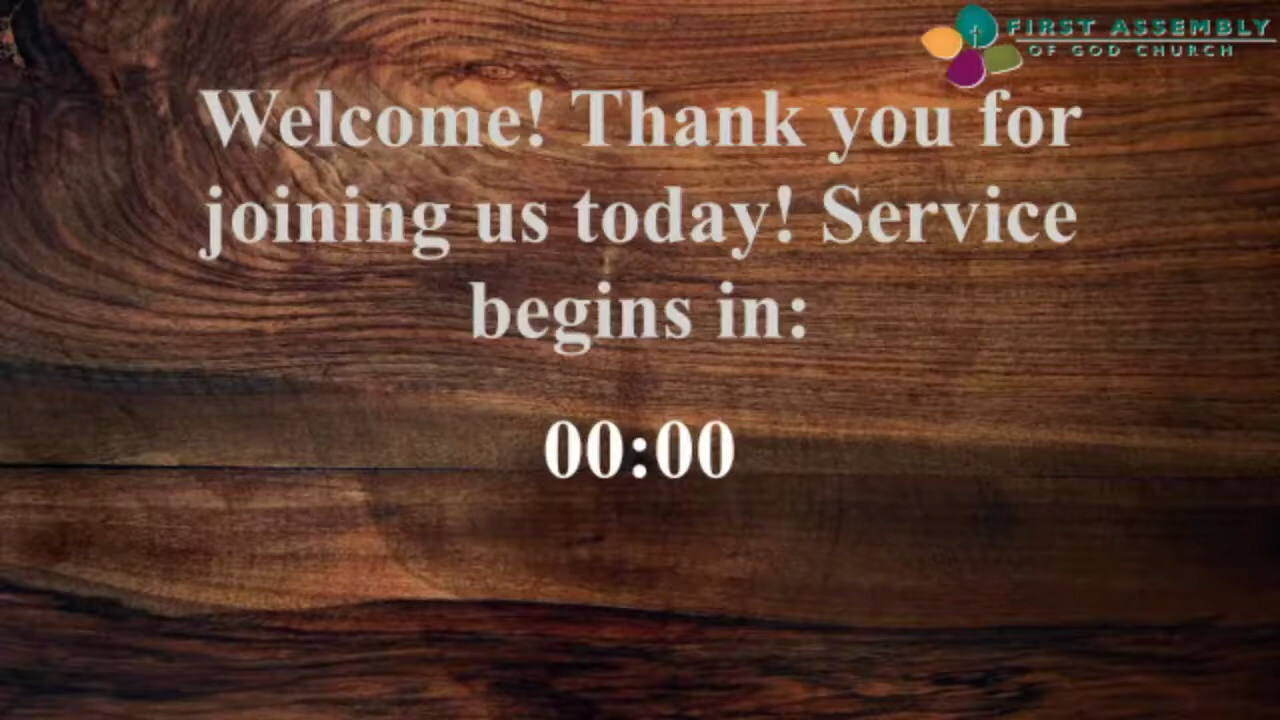 FIRST ASSEMBLY
OF GOD CHURCH
Welcome! Thank you for
joining us today! Service
begins in:
00:00